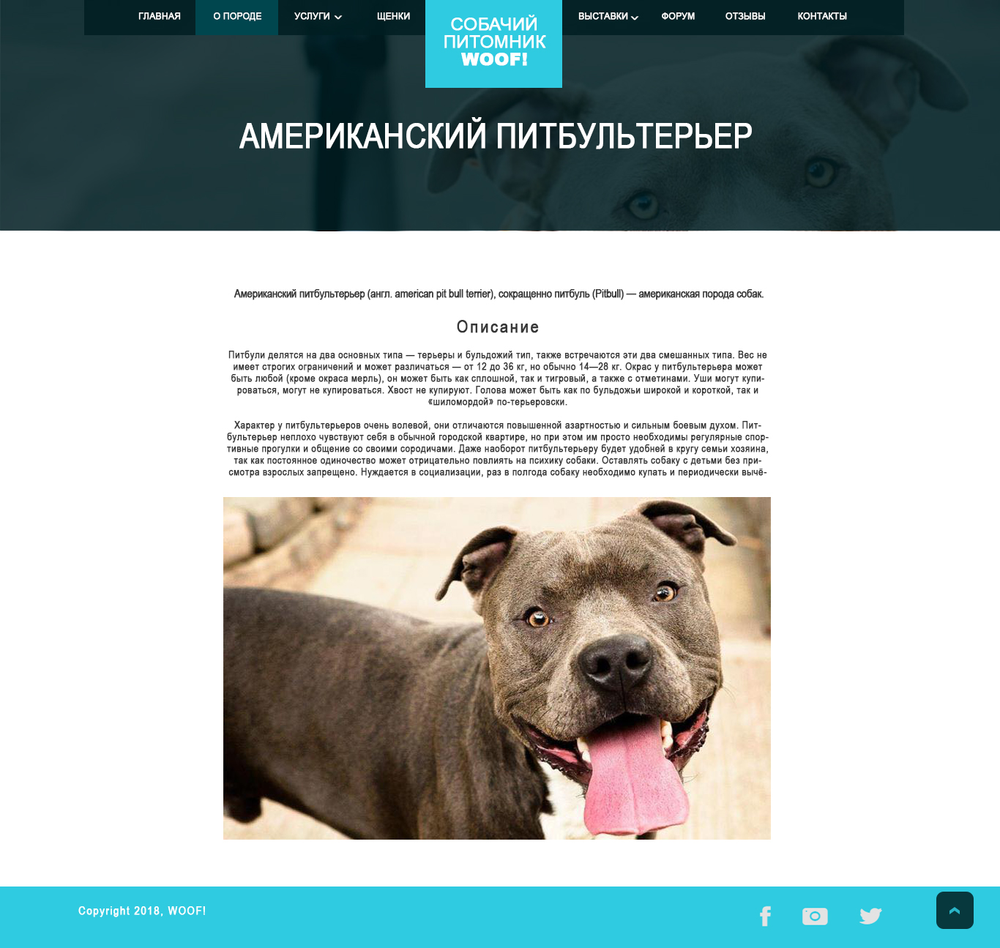 ГЛАВНАЯ
О ПОРОДЕ
УСЛУГИ
ЩЕНКИ
СОБАЧИЙ
ПИТОМНИК
WOOF!
ВЫСТАВКИ
ФОРУМ
ОТЗЫВЫ
КОНТАКТЫ
АМЕРИКАНСКИЙ ПИТБУЛЬТЕРЬЕР
Американский питбультерьер (англ. american pit bull terrier), сокращенно питбуль (Pitbull) — американская порода собак.
Описание
Питбули делятся на два основных типа — терьеры и бульдожий тип, также встречаются эти два смешанных типа. Вес не
имеет строгих ограничений и может различаться — от 12 до 36 кг, но обычно 14—28 кг. Окрас у питбультерьера может
быть любой (кроме окраса мерль), он может быть как сплошной, так и тигровый, а также с отметинами. Уши могут купи-
роваться, могут не купироваться. Хвост не купируют. Голова может быть как по бульдожьи широкой и короткой, так и
«шиломордой» по-терьеровски.
Характер у питбультерьеров очень волевой, они отличаются повышенной азартностью и сильным боевым духом. Пит-
бультерьер неплохо чувствуют себя в обычной городской квартире, но при этом им просто необходимы регулярные спор-
тивные прогулки и общение со своими сородичами. Даже наоборот питбультерьеру будет удобней в кругу семьи хозяина,
так как постоянное одиночество может отрицательно повлиять на психику собаки. Оставлять собаку с детьми без при-
смотра взрослых запрещено. Нуждается в социализации, раз в полгода собаку необходимо купать и периодически вычё-
Copyright 2018, WOOF!